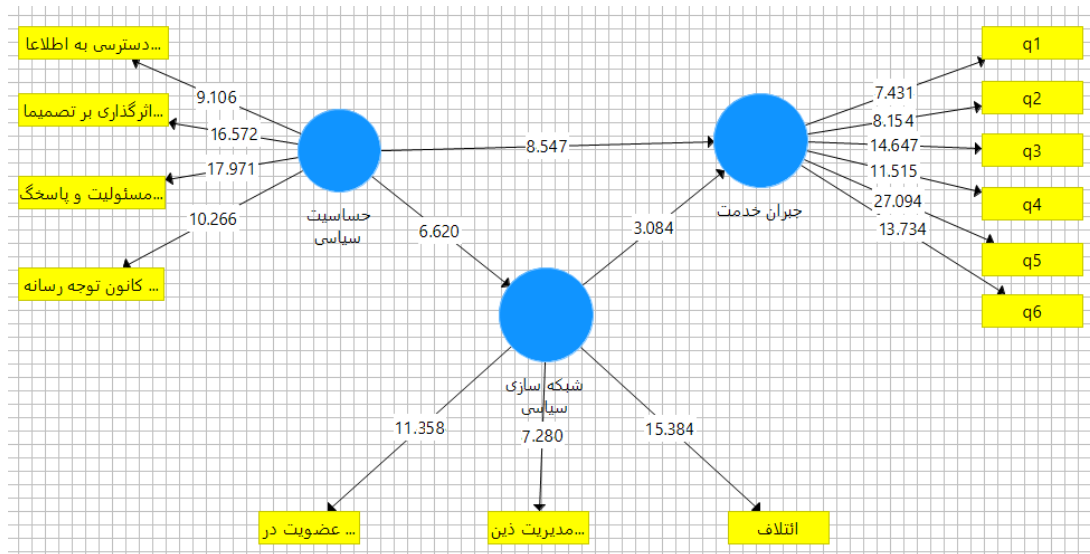 دسترسی به اطلاعا...
اثرگذاری بر تصمیما...
مسئولیت و پاسخگ...
کانون توجه رسانه ...
9.106
16.572
17.971
10.266
حساسیت
سیاسی
8.547
6.620
3.084
جبران خدمت
7.431
8.154
14.647
11.515
27.094
13.734
q1
q2
q3
q4
q5
q6
شبکه سازی
سیاسی
11.358
7.280
15.384
عضویت در ...
مدیریت ذین...
ائتلاف